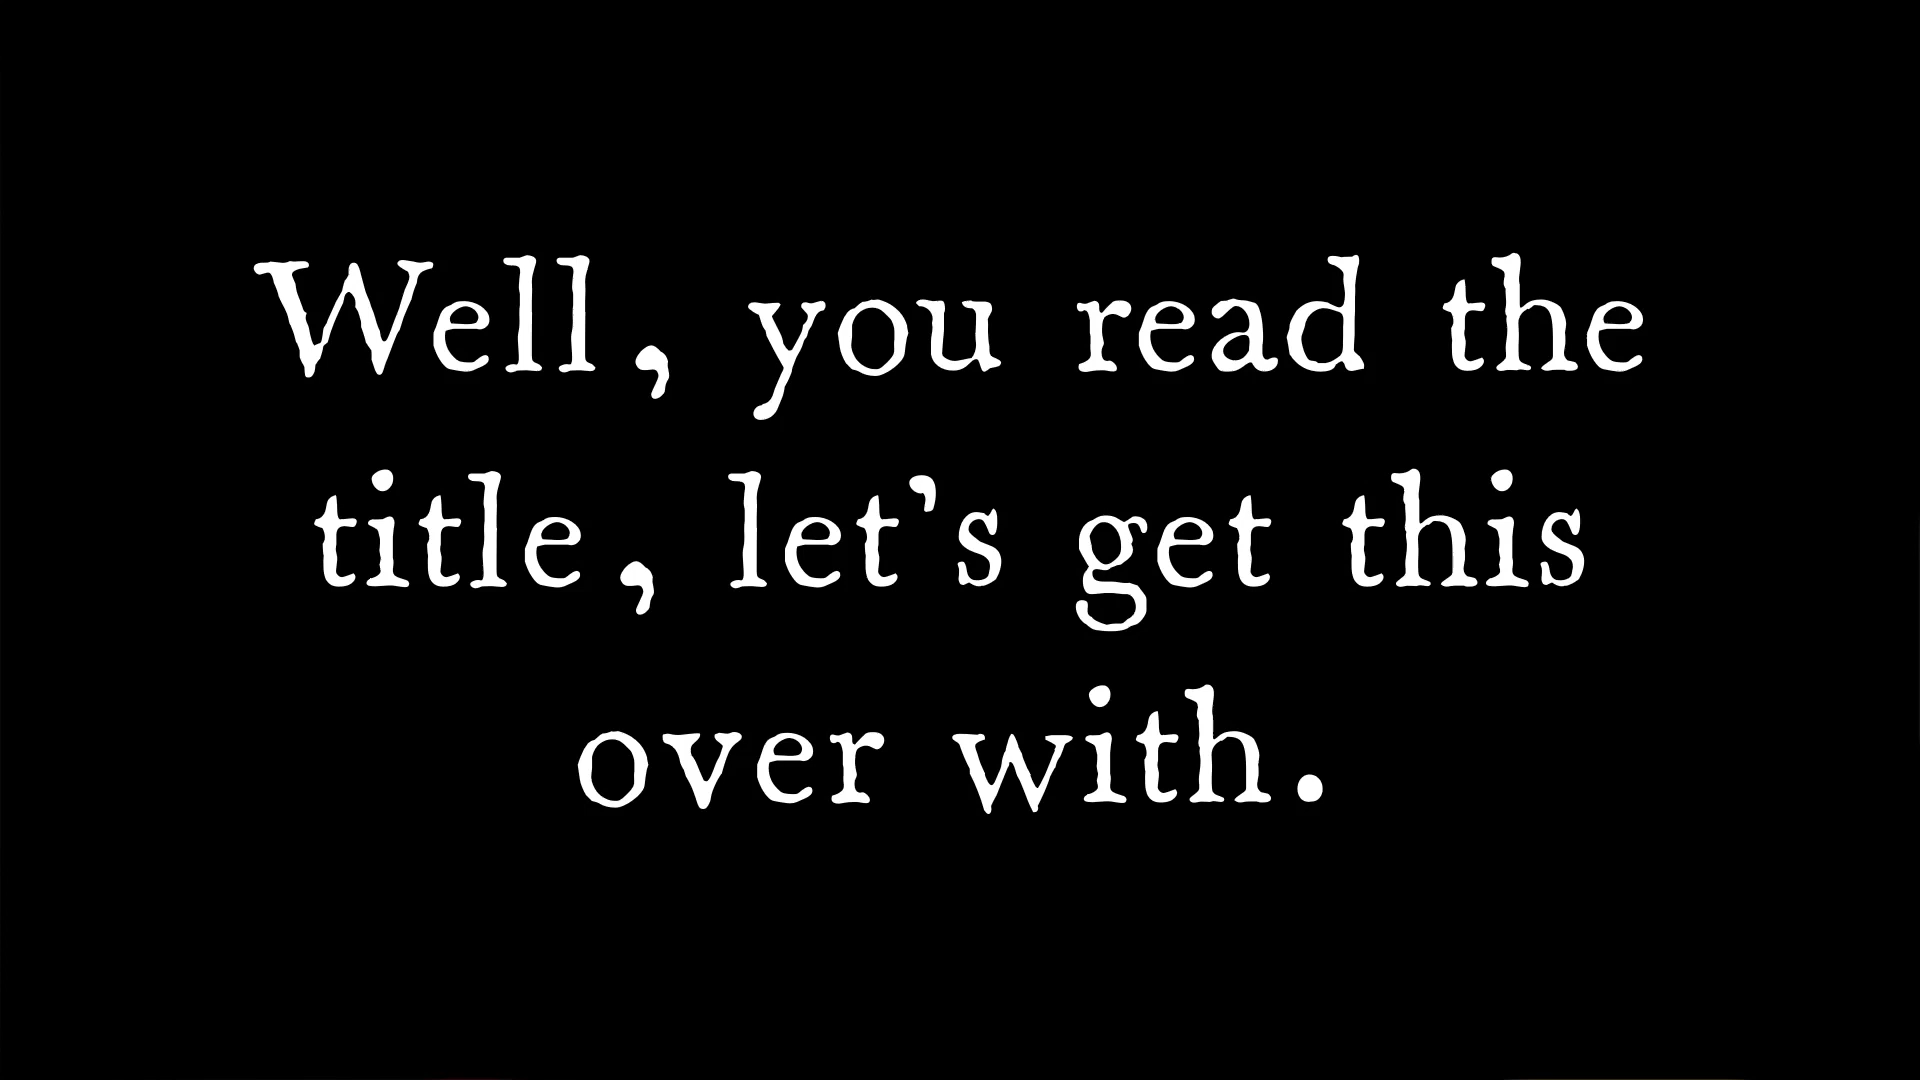 Well, you read the
title, let’s get this
over with.